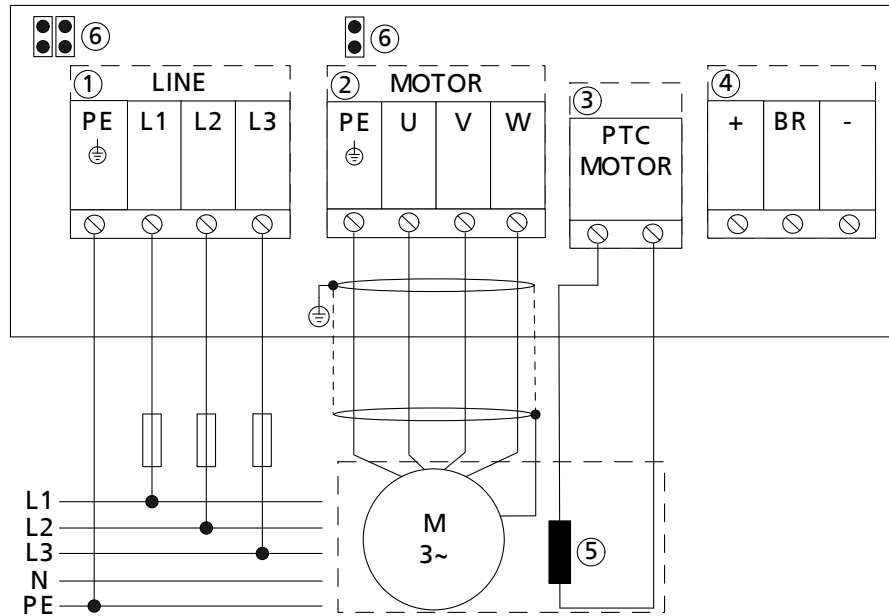 ⑥ ⑥
① LINE
PE L1 L2 L3
② MOTOR
PE U V W
③
PTC
MOTOR
④
+ BR -
L1
L2
L3
N
PE
M
3~
⑤